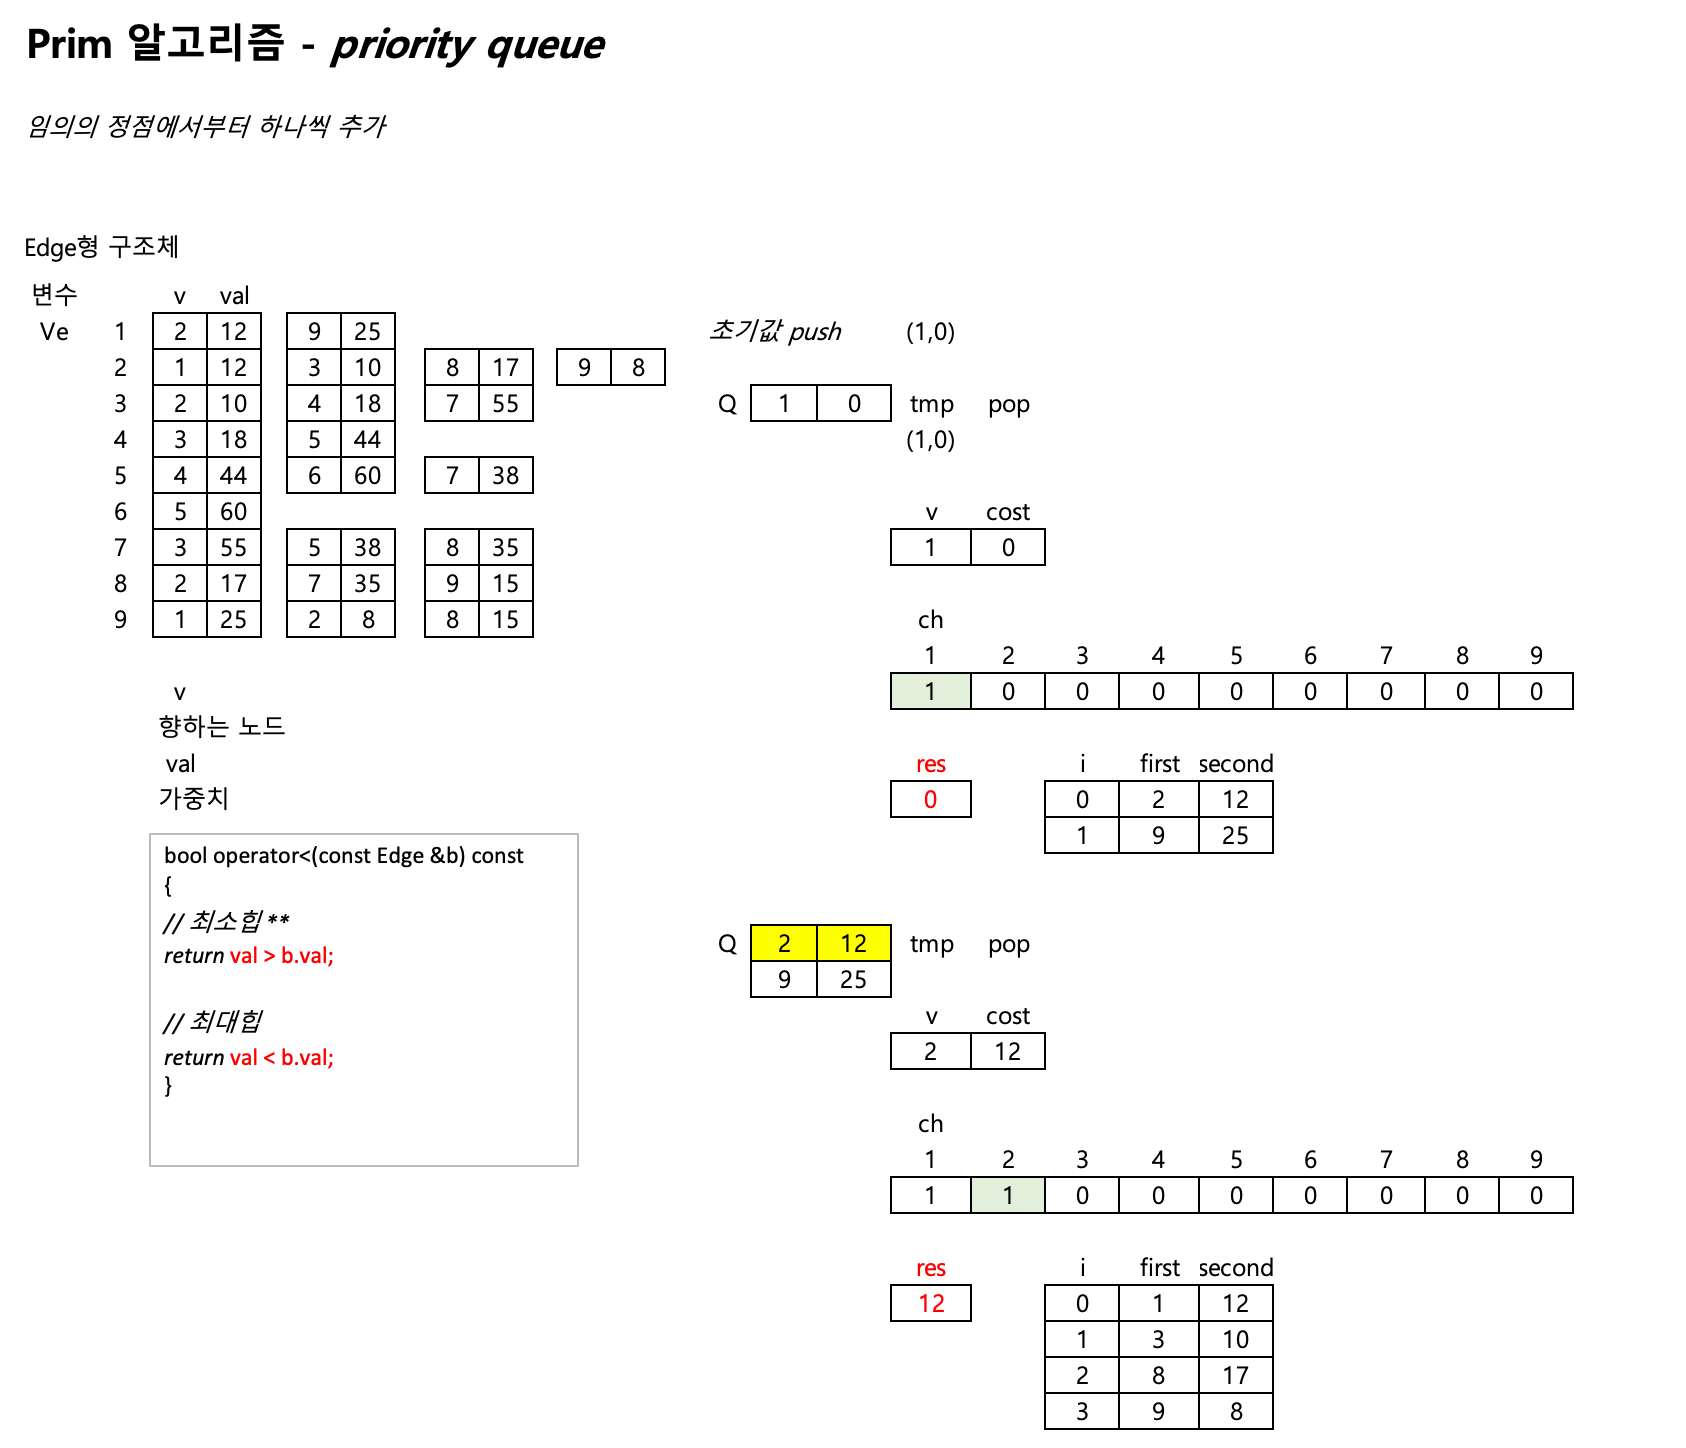 Prim 알고리즘 - priority queue
임의의 정점에서부터 하나씩 추가
Edge형 구조체
변수 v val
Ve 1 2 12 9 25
2 1 12 3 10 8 17 9 8
3 2 10 4 18 7 55
4 3 18 5 44
5 4 44 6 60 7 38
6 5 60
7 3 55 5 38 8 35
8 2 17 7 35 9 15
9 1 25 2 8 8 15
v
향하는 노드
val
가중치
bool operator<(const Edge &b) const
{
// 최소힙 **
return val > b.val;
// 최대힙
return val < b.val;
}
초기값 push (1,0)
Q 1 0 tmp pop
(1,0)
v cost
1 0
ch
1 2 3 4 5 6 7 8 9
1 0 0 0 0 0 0 0 0
res i first second
0 0 2 12
1 9 25
Q 2 12 tmp pop
9 25
v cost
2 12
ch
1 2 3 4 5 6 7 8 9
1 1 0 0 0 0 0 0 0
res i first second
12 0 1 12
1 3 10
2 8 17
3 9 8